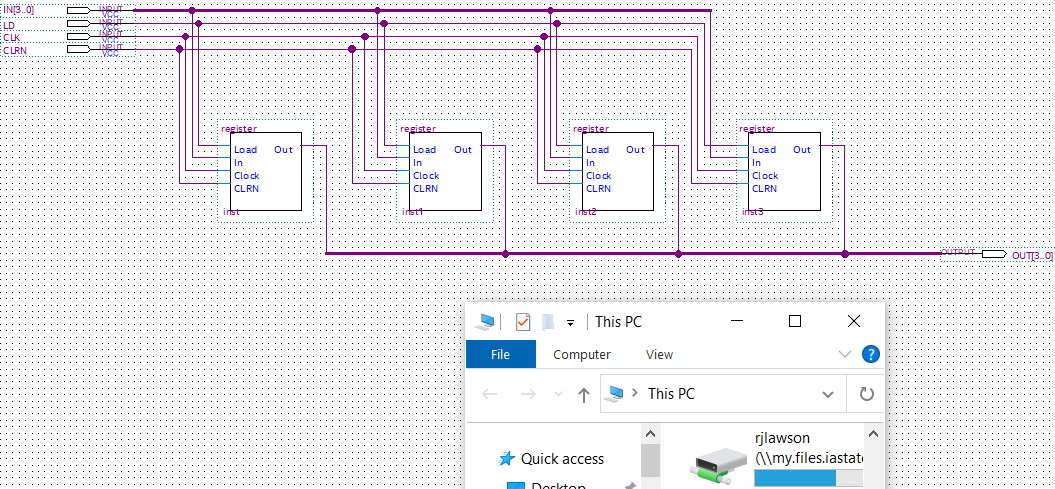 IN[3..0] INPUT VCC
LD INPUT VCC
CLK INPUT VCC
CLRN INPUT VCC
register register register register
Load Out Load Out Load Out Load Out
In In In In
Clock Clock Clock Clock
CLRN CLRN CLRN CLRN
inst inst1 inst2 inst3
OUTPUT OUT[3..0]
This PC
File Computer View ?
This PC
rjlawson
Quick access (\\my.files.iastate
Desktop